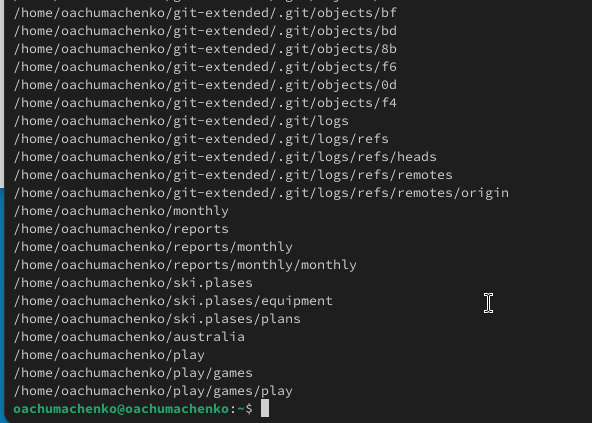 /home/oachumachenko/git-extended/.git/objects/bf
/home/oachumachenko/git-extended/.git/objects/bd
/home/oachumachenko/git-extended/.git/objects/8b
/home/oachumachenko/git-extended/.git/objects/f6
/home/oachumachenko/git-extended/.git/objects/0d
/home/oachumachenko/git-extended/.git/objects/f4
/home/oachumachenko/git-extended/.git/logs
/home/oachumachenko/git-extended/.git/logs/refs
/home/oachumachenko/git-extended/.git/logs/refs/heads
/home/oachumachenko/git-extended/.git/logs/refs/remotes
/home/oachumachenko/git-extended/.git/logs/refs/remotes/origin
/home/oachumachenko/monthly
/home/oachumachenko/reports
/home/oachumachenko/reports/monthly
/home/oachumachenko/reports/monthly/monthly
/home/oachumachenko/ski.plases
/home/oachumachenko/ski.plases/equipment
/home/oachumachenko/ski.plases/plans
/home/oachumachenko/australia
/home/oachumachenko/play
/home/oachumachenko/play/games
/home/oachumachenko/play/games/play
oachumachenko@oachumachenko:~$